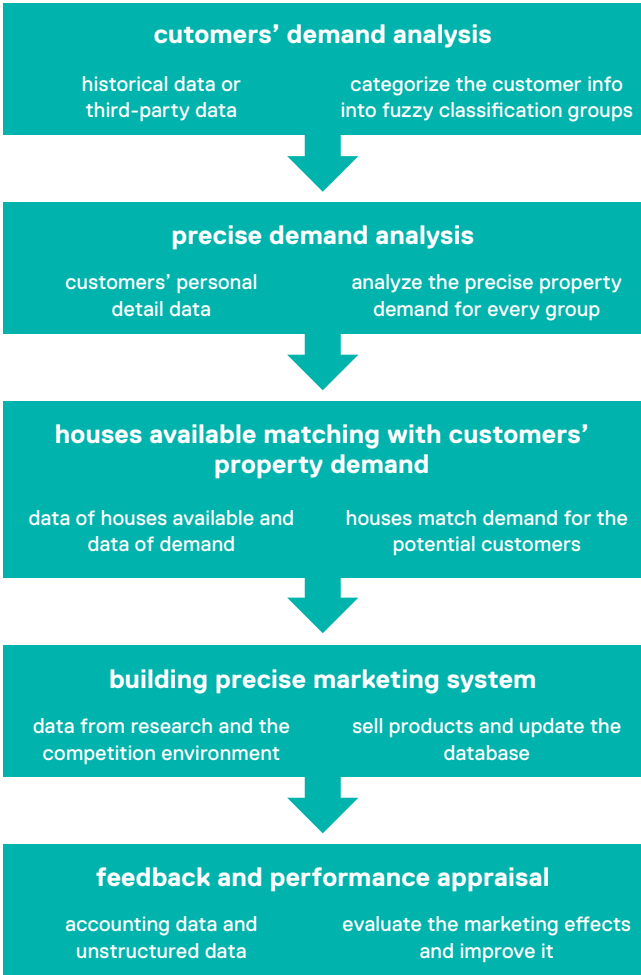 cutomers’ demand analysis
historical data or
third-party data
categorize the customer info
into fuzzy classification groups
precise demand analysis
customers’ personal
detail data
analyze the precise property
demand for every group
houses available matching with customers’
property demand
data of houses available and
data of demand
houses match demand for the
potential customers
building precise marketing system
data from research and the
competition environment
sell products and update the
database
feedback and performance appraisal
accounting data and
unstructured data
evaluate the marketing effects
and improve it